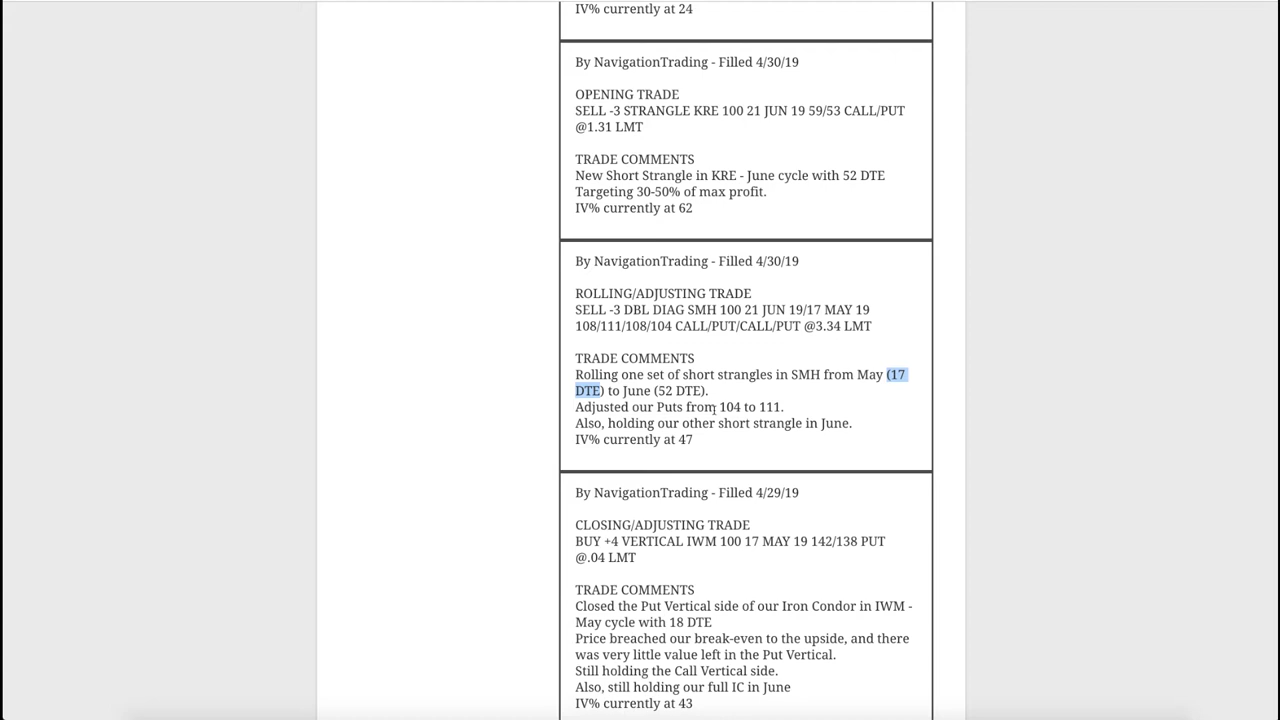 IV% currently at 24
By NavigationTrading - Filled 4/30/19
OPENING TRADE
SELL -3 STRANGLE KRE 100 21 JUN 19 59/53 CALL/PUT
@1.31 LMT
TRADE COMMENTS
New Short Strangle in KRE - June cycle with 52 DTE
Targeting 30-50% of max profit.
IV% currently at 62
By NavigationTrading - Filled 4/30/19
ROLLING/ADJUSTING TRADE
SELL -3 DBL DIAG SMH 100 21 JUN 19/17 MAY 19
108/111/108/104 CALL/PUT/CALL/PUT @3.34 LMT
TRADE COMMENTS
Rolling one set of short strangles in SMH from May (17
DTE) to June (52 DTE).
Adjusted our Puts from 104 to 111.
Also, holding our other short strangle in June.
IV% currently at 47
By NavigationTrading - Filled 4/29/19
CLOSING/ADJUSTING TRADE
BUY +4 VERTICAL IWM 100 17 MAY 19 142/138 PUT
@.04 LMT
TRADE COMMENTS
Closed the Put Vertical side of our Iron Condor in IWM -
May cycle with 18 DTE
Price breached our break-even to the upside, and there
was very little value left in the Put Vertical.
Still holding the Call Vertical side.
Also, still holding our full IC in June
IV% currently at 43